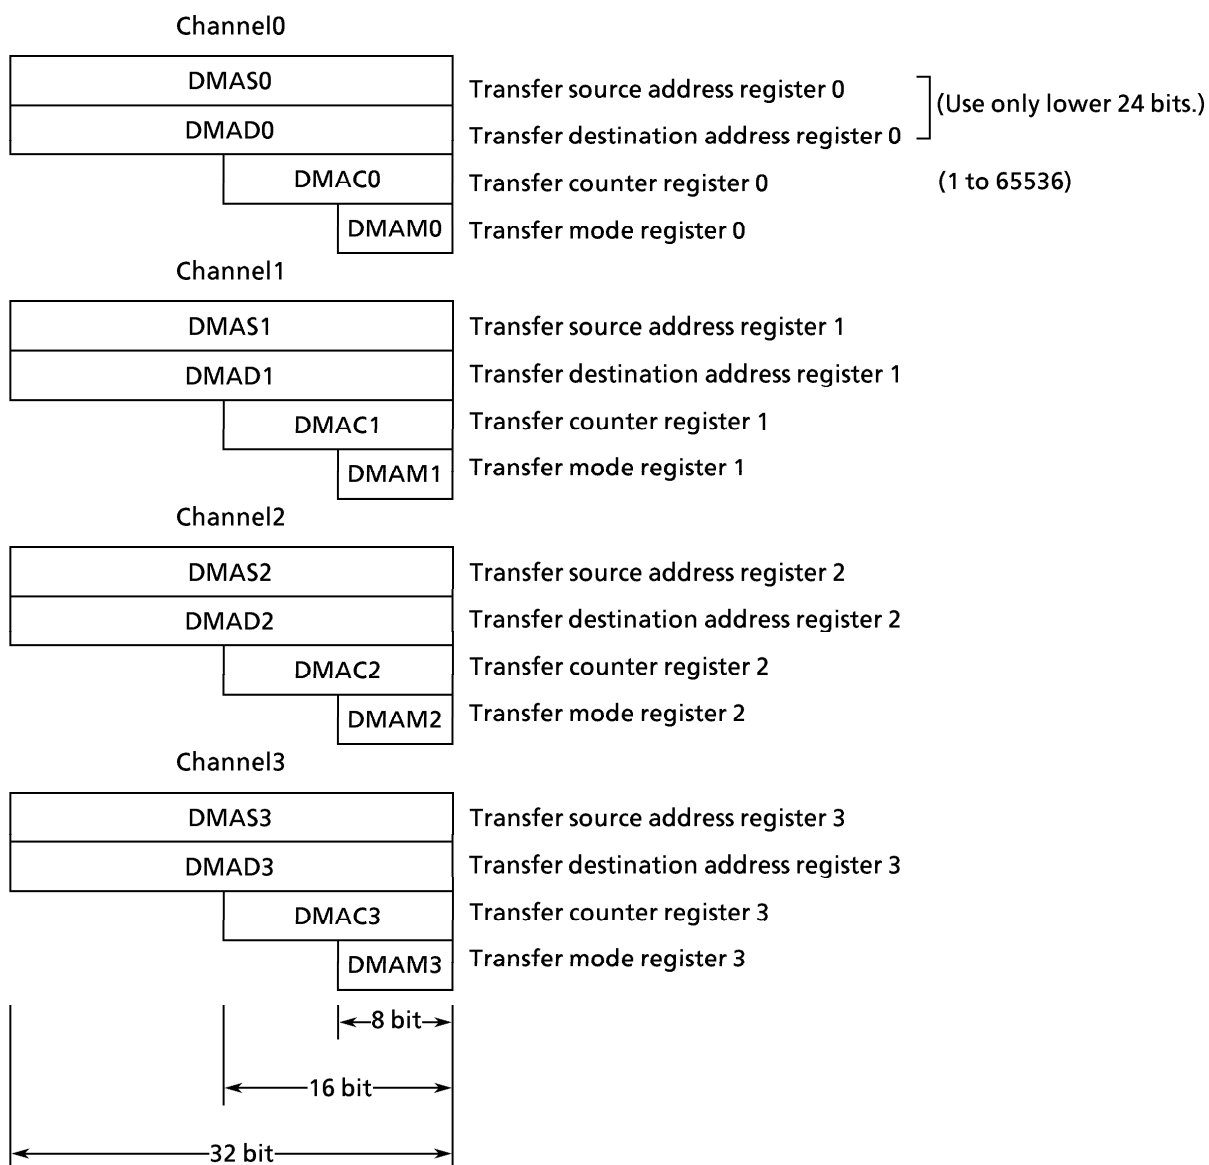 Channel0
DMAS0 Transfer source address register 0 (Use only lower 24 bits.)
DMAD0 Transfer destination address register 0
DMAC0 Transfer counter register 0 (1 to 65536)
DMAM0 Transfer mode register 0
Channel1
DMAS1 Transfer source address register 1
DMAD1 Transfer destination address register 1
DMAC1 Transfer counter register 1
DMAM1 Transfer mode register 1
Channel2
DMAS2 Transfer source address register 2
DMAD2 Transfer destination address register 2
DMAC2 Transfer counter register 2
DMAM2 Transfer mode register 2
Channel3
DMAS3 Transfer source address register 3
DMAD3 Transfer destination address register 3
DMAC3 Transfer counter register 3
DMAM3 Transfer mode register 3
8 bit
16 bit
32 bit